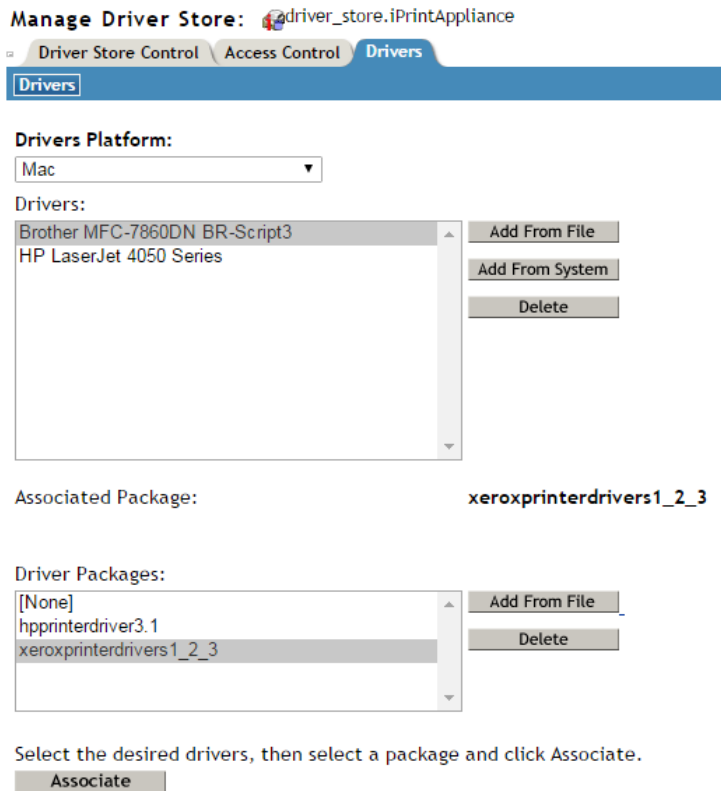 Manage Driver Store: driver_store.iPrintAppliance
Driver Store Control Access Control Drivers
Drivers
Drivers Platform:
Mac
Drivers:
Brother MFC-7860DN BR-Script3 Add From File
HP LaserJet 4050 Series
Add From System
Delete
Associated Package: xeroxprinterdrivers1_2_3
Driver Packages:
[None] Add From File
hpprinterdriver3.1
xeroxprinterdrivers1_2_3 Delete
Select the desired drivers, then select a package and click Associate.
Associate